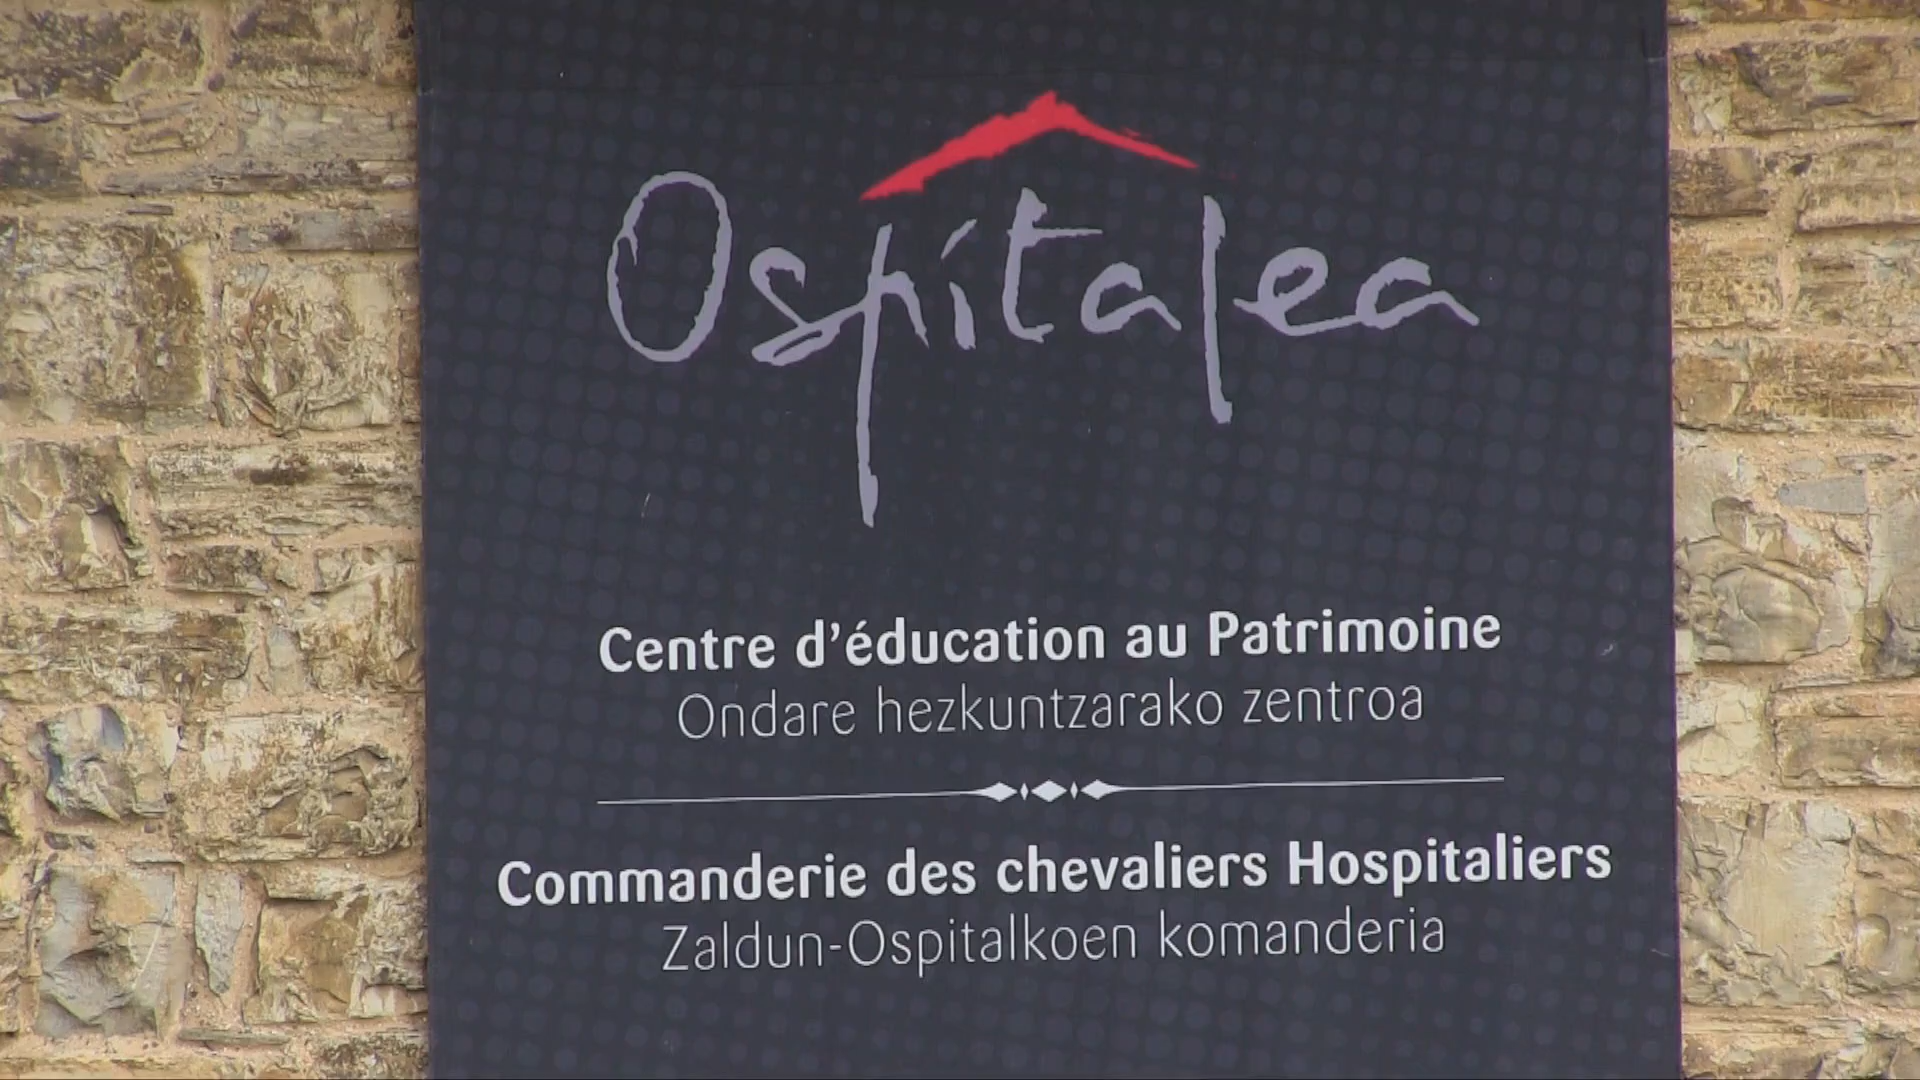 Ospitalea
Centre d’éducation au Patrimoine
Ondare hezkuntzarako zentroa
Commanderie des chevaliers Hospitaliers
Zaldun-Ospitalkoen komanderia